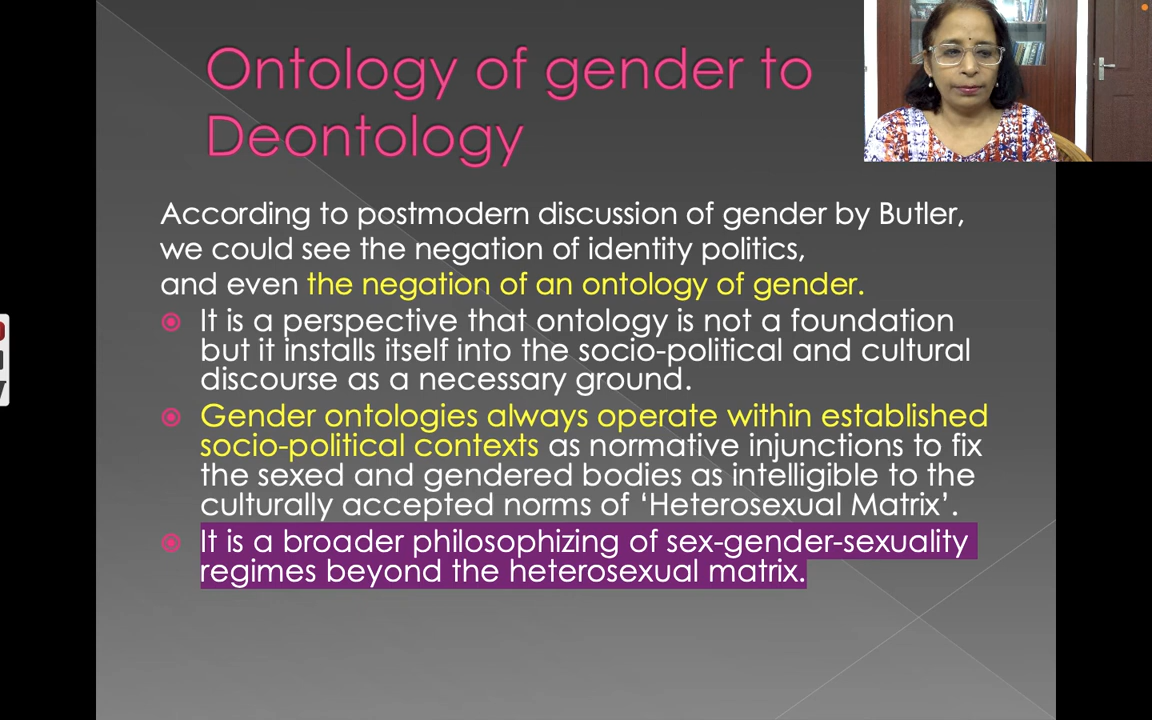 Ontology of gender to
Deontology
According to postmodern discussion of gender by Butler,
we could see the negation of identity politics,
and even the negation of an ontology of gender.
It is a perspective that ontology is not a foundation
but it installs itself into the socio-political and cultural
discourse as a necessary ground.
Gender ontologies always operate within established
socio-political contexts as normative injunctions to fix
the sexed and gendered bodies as intelligible to the
culturally accepted norms of ‘Heterosexual Matrix’.
It is a broader philosophizing of sex-gender-sexuality
regimes beyond the heterosexual matrix.